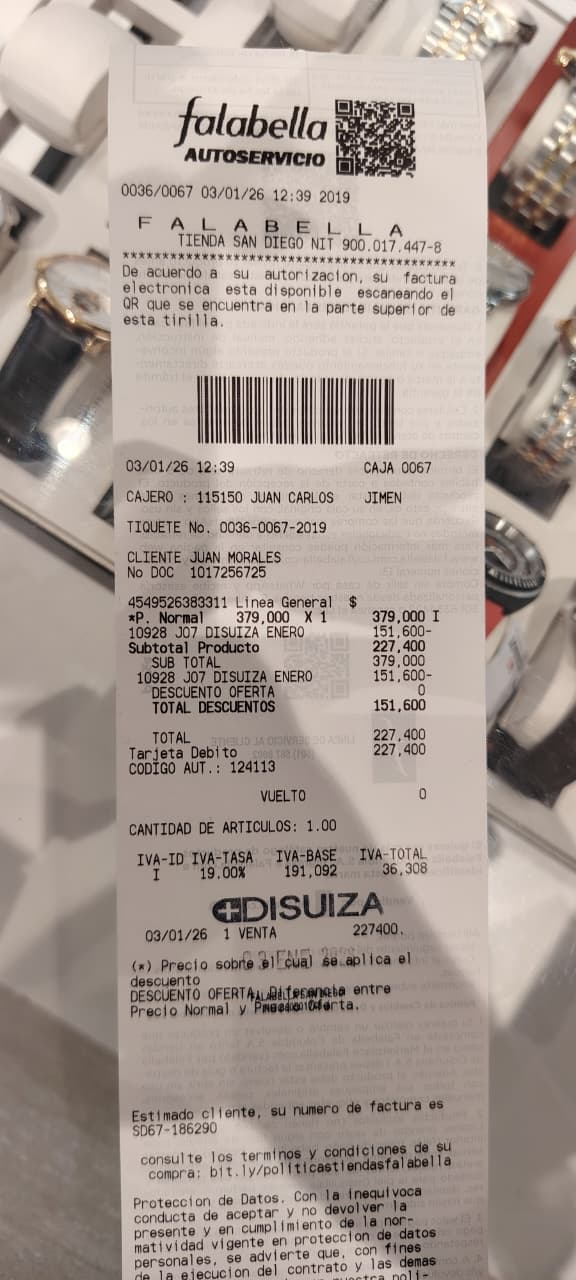 falabella
AUTOSERVICIO
0036/0067 03/01/26 12:39 2019
F A L A B E L L A
TIENDA SAN DIEGO NIT 900.017.447-8
******************************************
De acuerdo a su autorizacion, su factura
electronica esta disponible escaneando el
QR que se encuentra en la parte superior de
esta tirilla.
03/01/26 12:39 CAJA 0067
CAJERO : 115150 JUAN CARLOS JIMEN
TIQUETE No. 0036-0067-2019
CLIENTE JUAN MORALES
No DOC 1017256725
4549526383311 Linea General $
*P. Normal 379,000 X 1 379,000 I
10928 J07 DISUIZA ENERO 151,600-
Subtotal Producto 227,400
SUB TOTAL 379,000
10928 J07 DISUIZA ENERO 151,600-
DESCUENTO OFERTA 0
TOTAL DESCUENTOS 151,600
TOTAL 227,400
Tarjeta Debito 227,400
CODIGO AUT.: 124113
VUELTO 0
CANTIDAD DE ARTICULOS: 1.00
IVA-ID IVA-TASA IVA-BASE IVA-TOTAL
I 19.00% 191,092 36,308
DISUIZA
03/01/26 1 VENTA 227400.
(*) Precio sobre el cual se aplica el
descuento
DESCUENTO OFERTA: Diferencia entre
Precio Normal y Precio Oferta.
Estimado cliente, su numero de factura es
SD67-186290
consulte los terminos y condiciones de su
compra: bit.ly/politicastiendasfalabella
Proteccion de Datos. Con la inequivoca
conducta de aceptar y no devolver la
presente y en cumplimiento de la nor-
matividad vigente en proteccion de datos
personales, se advierte que, con fines
de la ejecucion del contrato y las demas